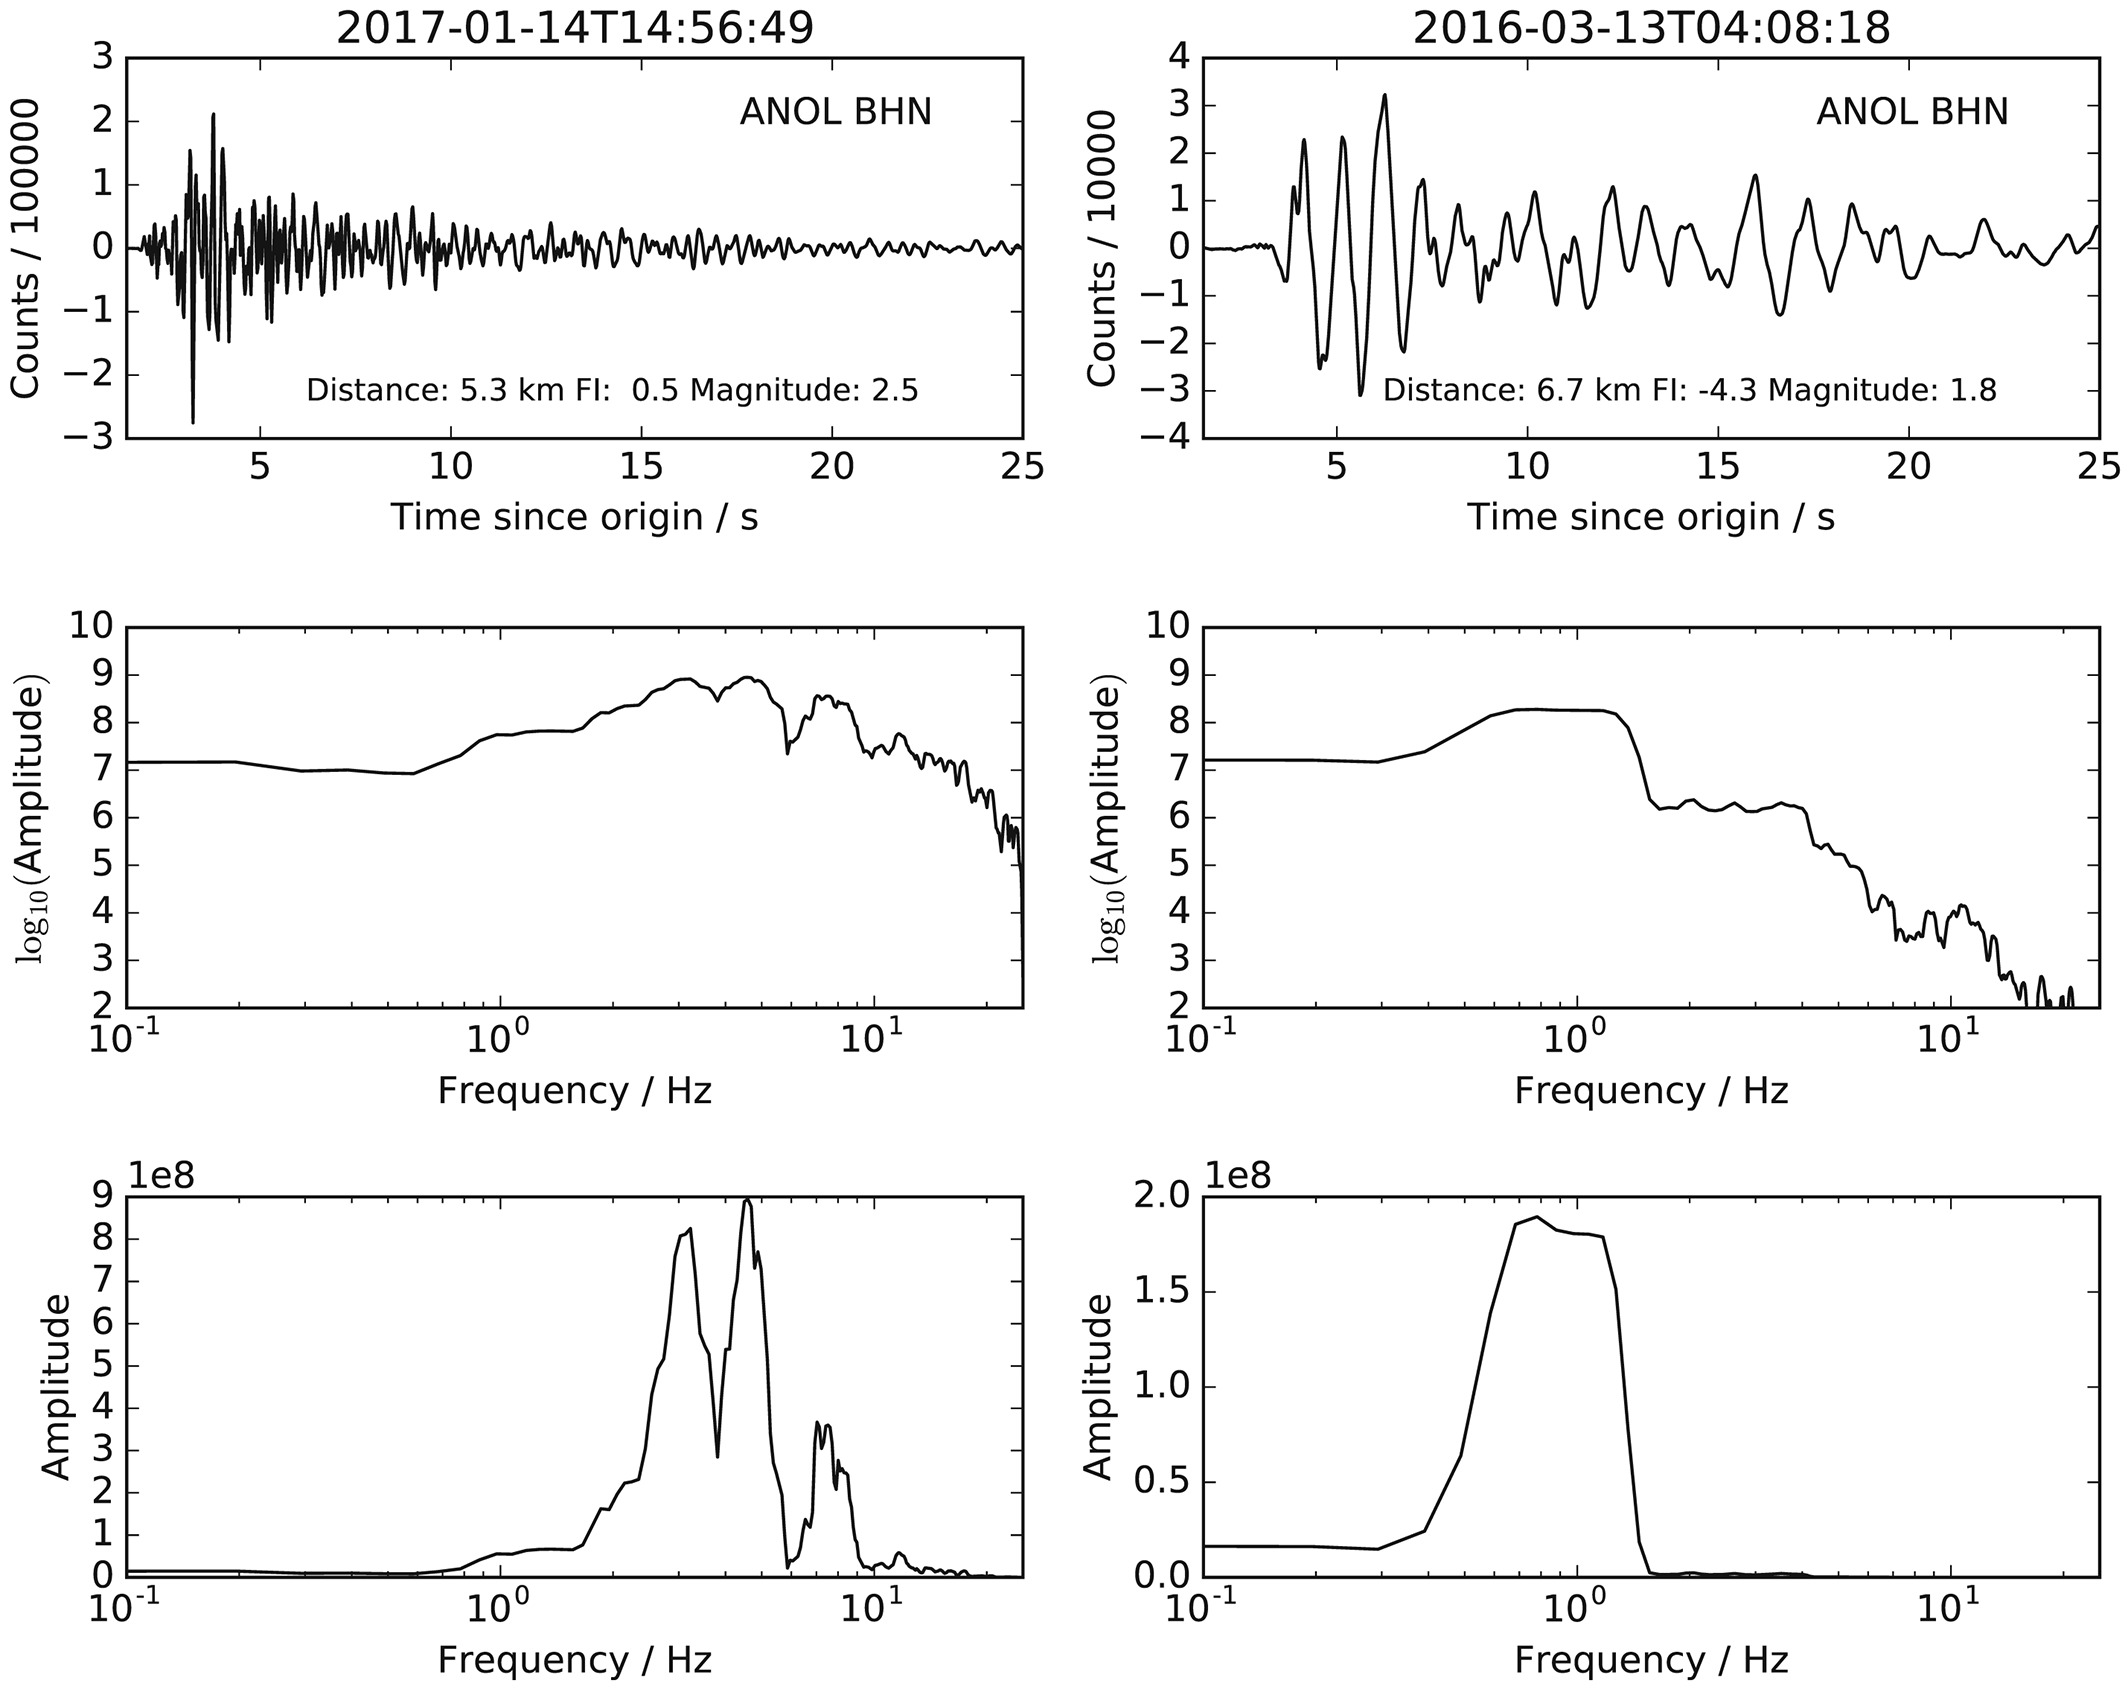 2017-01-14T14:56:49
3
2
1
0
−1
−2
−3
Counts / 100000
ANOL BHN
Distance: 5.3 km FI:  0.5 Magnitude: 2.5
5 10 15 20 25
Time since origin / s
2016-03-13T04:08:18
4
3
2
1
0
−1
−2
−3
−4
Counts / 10000
ANOL BHN
Distance: 6.7 km FI: -4.3 Magnitude: 1.8
5 10 15 20 25
Time since origin / s
10
9
8
7
6
5
4
3
2
log10(Amplitude)
10-1 100 101
Frequency / Hz
10
9
8
7
6
5
4
3
2
log10(Amplitude)
10-1 100 101
Frequency / Hz
1e8
9
8
7
6
5
4
3
2
1
0
Amplitude
10-1 100 101
Frequency / Hz
1e8
2.0
1.5
1.0
0.5
0.0
Amplitude
10-1 100 101
Frequency / Hz